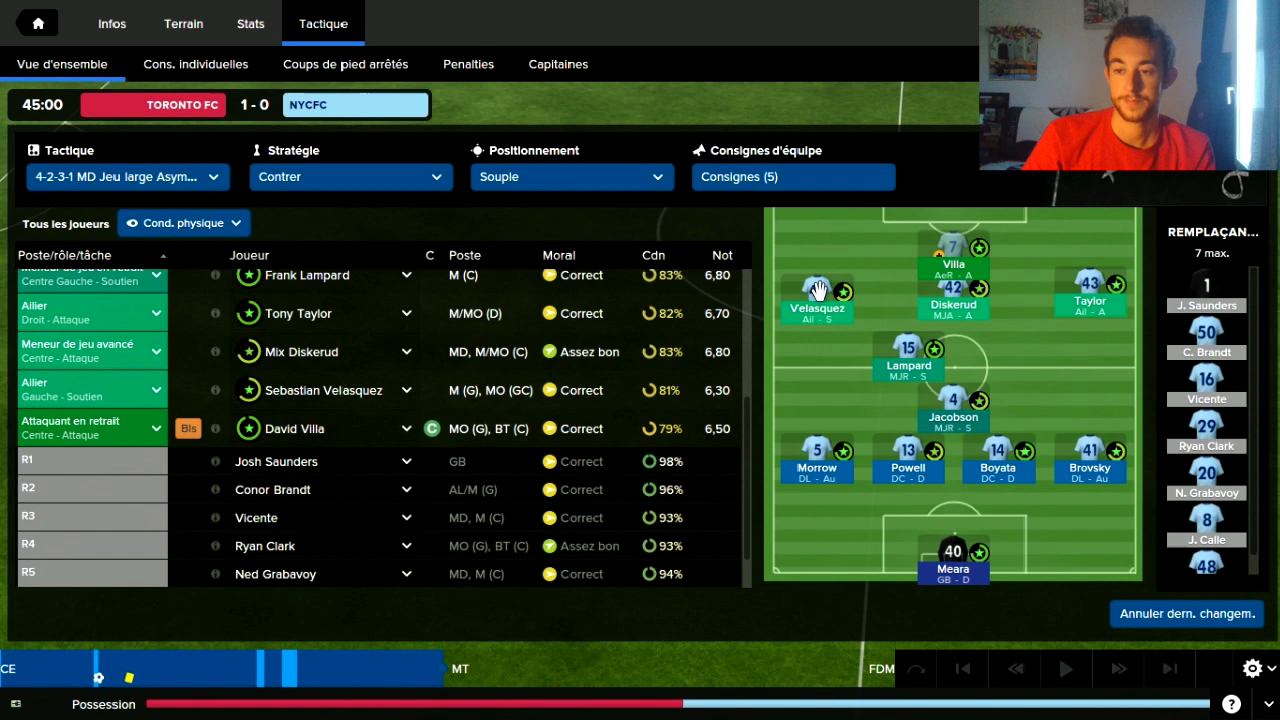 Infos Terrain Stats Tactique
Vue d'ensemble Cons. individuelles Coups de pied arrêtés Penalties Capitaines
45:00 TORONTO FC 1 - 0 NYCFC
Tactique Stratégie Positionnement Consignes d'équipe
4-2-3-1 MD Jeu large Asym... Contrer Souple Consignes (5)
Tous les joueurs Cond. physique
Poste/rôle/tâche Joueur C Poste Moral Cdn Not
Meneur de jeu en retrait
Centre Gauche - Soutien Frank Lampard M (C) Correct 83% 6,80
Ailier
Droit - Attaque Tony Taylor M/MO (D) Correct 82% 6,70
Meneur de jeu avancé
Centre - Attaque Mix Diskerud MD, M/MO (C) Assez bon 83% 6,80
Ailier
Gauche - Soutien Sebastian Velasquez M (G), MO (GC) Correct 81% 6,30
Attaquant en retrait
Centre - Attaque Bls David Villa C MO (G), BT (C) Correct 79% 6,50
R1 Josh Saunders GB Correct 98%
R2 Conor Brandt AL/M (G) Correct 96%
R3 Vicente MD, M (C) Correct 93%
R4 Ryan Clark MO (G), BT (C) Assez bon 93%
R5 Ned Grabavoy MD, M (C) Correct 94%
7
Villa
AeR - A
Velasquez
Ail - S
42
Diskerud
MJA - A
43
Taylor
Ail - A
15
Lampard
MJR - S
4
Jacobson
MJR - S
5 13 14 41
Morrow Powell Boyata Brovsky
DL - Au DC - D DC - D DL - Au
40
Meara
GB - D
REMPLAÇAN...
7 max.
1
J. Saunders
50
C. Brandt
16
Vicente
29
Ryan Clark
20
N. Grabavoy
8
J. Calle
48
Annuler dern. changem.
CE MT FDM
Possession ?